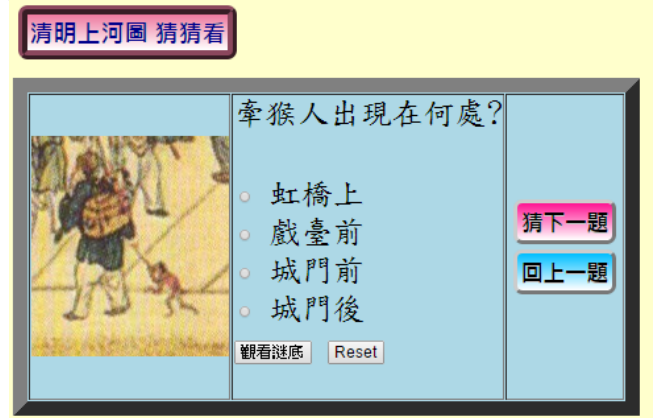 清明上河圖 猜猜看
牽猴人出現在何處?
虹橋上
戲臺前
城門前
城門後
觀看謎底 Reset
猜下一題
回上一題